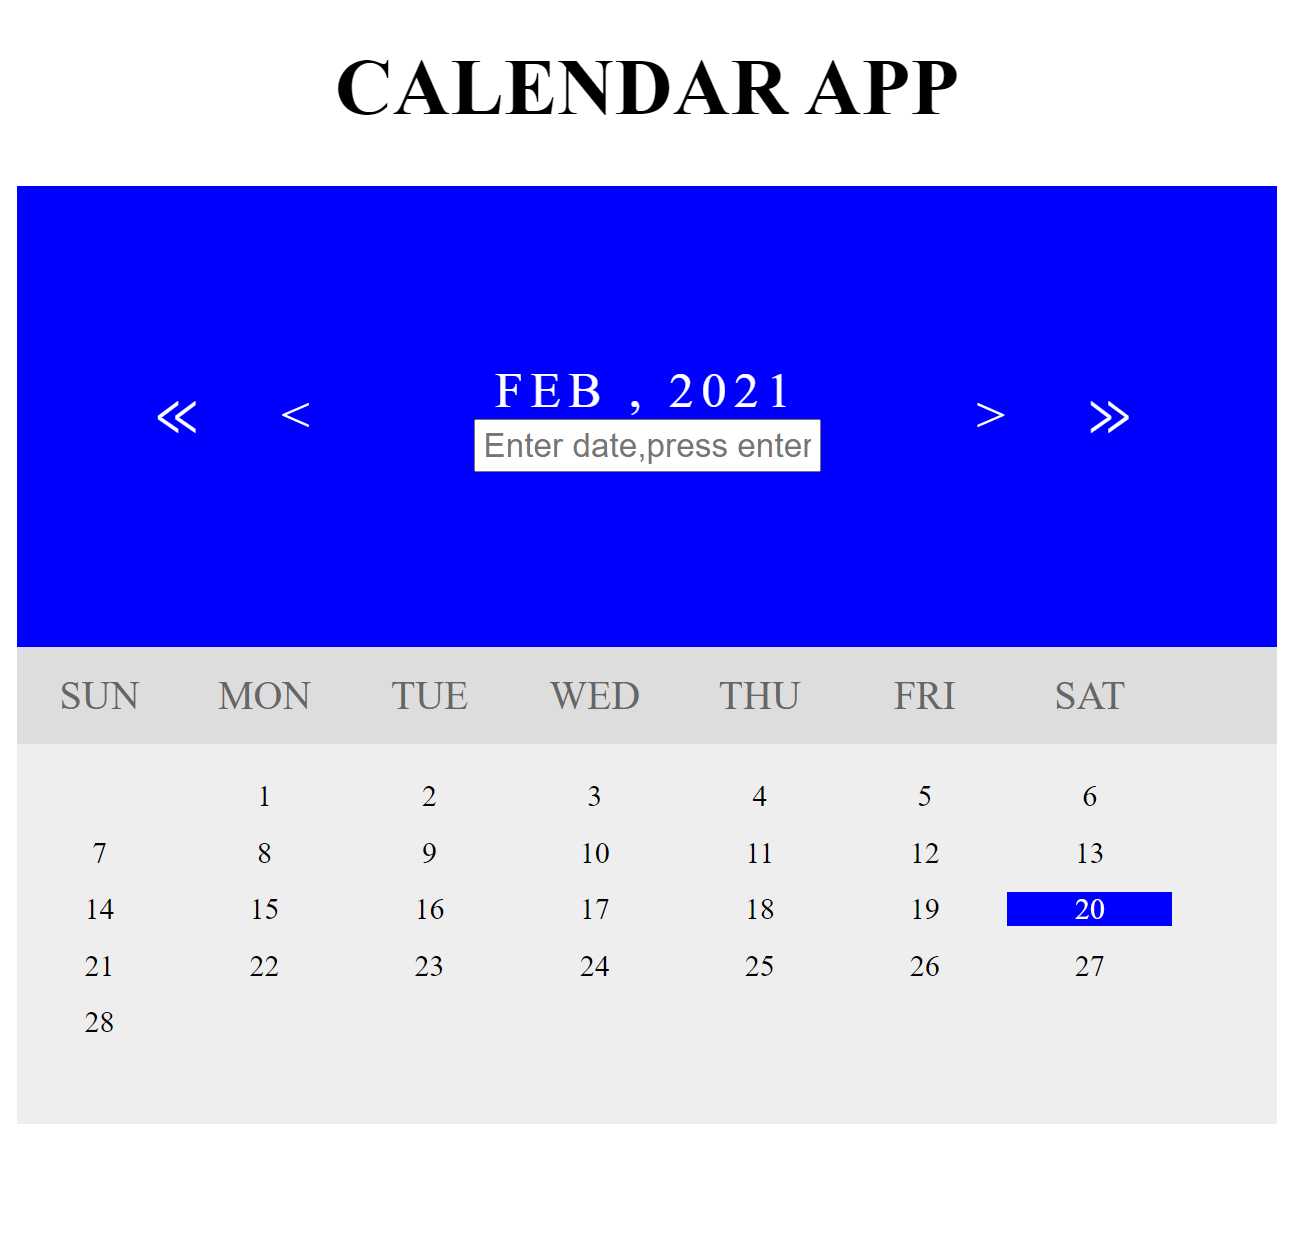 CALENDAR APP
FEB , 2021
≪ < > ≫
Enter date,press enter
SUN MON TUE WED THU FRI SAT
1 2 3 4 5 6
7 8 9 10 11 12 13
14 15 16 17 18 19 20
21 22 23 24 25 26 27
28